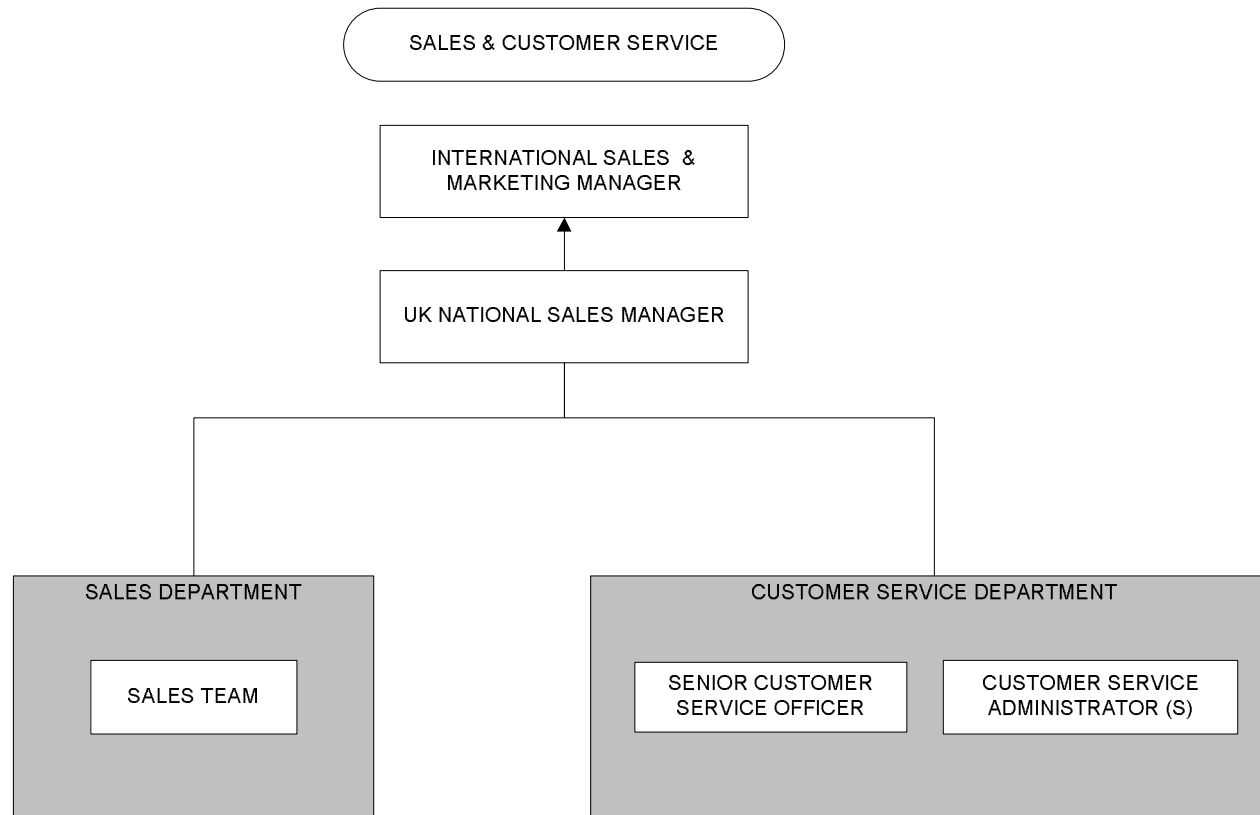 SALES & CUSTOMER SERVICE
INTERNATIONAL SALES &
MARKETING MANAGER
UK NATIONAL SALES MANAGER
SALES DEPARTMENT
SALES TEAM
CUSTOMER SERVICE DEPARTMENT
SENIOR CUSTOMER
SERVICE OFFICER
CUSTOMER SERVICE
ADMINISTRATOR (S)